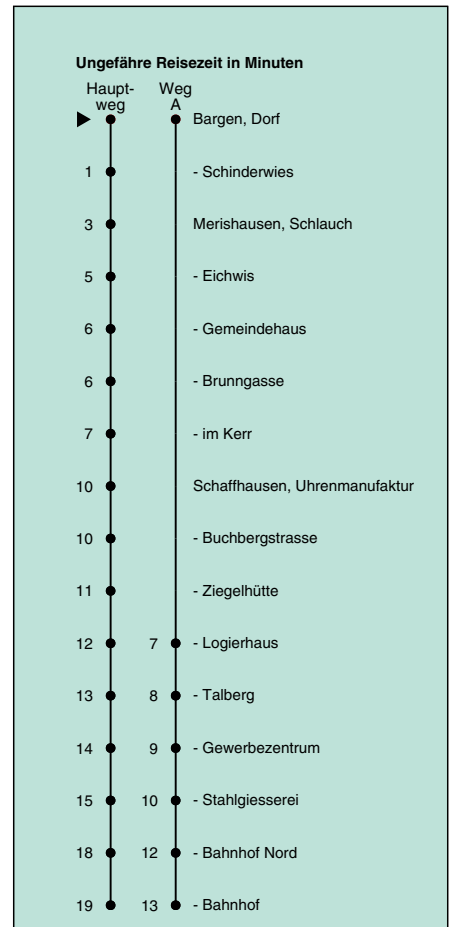 Ungefähre Reisezeit in Minuten
Haupt- Weg
weg A
Bargen, Dorf
1 - Schinderwies
3 Merishausen, Schlauch
5 - Eichwis
6 - Gemeindehaus
6 - Brunngasse
7 - im Kerr
10 Schaffhausen, Uhrenmanufaktur
10 - Buchbergstrasse
11 - Ziegelhütte
12 7 - Logierhaus
13 8 - Talberg
14 9 - Gewerbezentrum
15 10 - Stahlgiesserei
18 12 - Bahnhof Nord
19 13 - Bahnhof